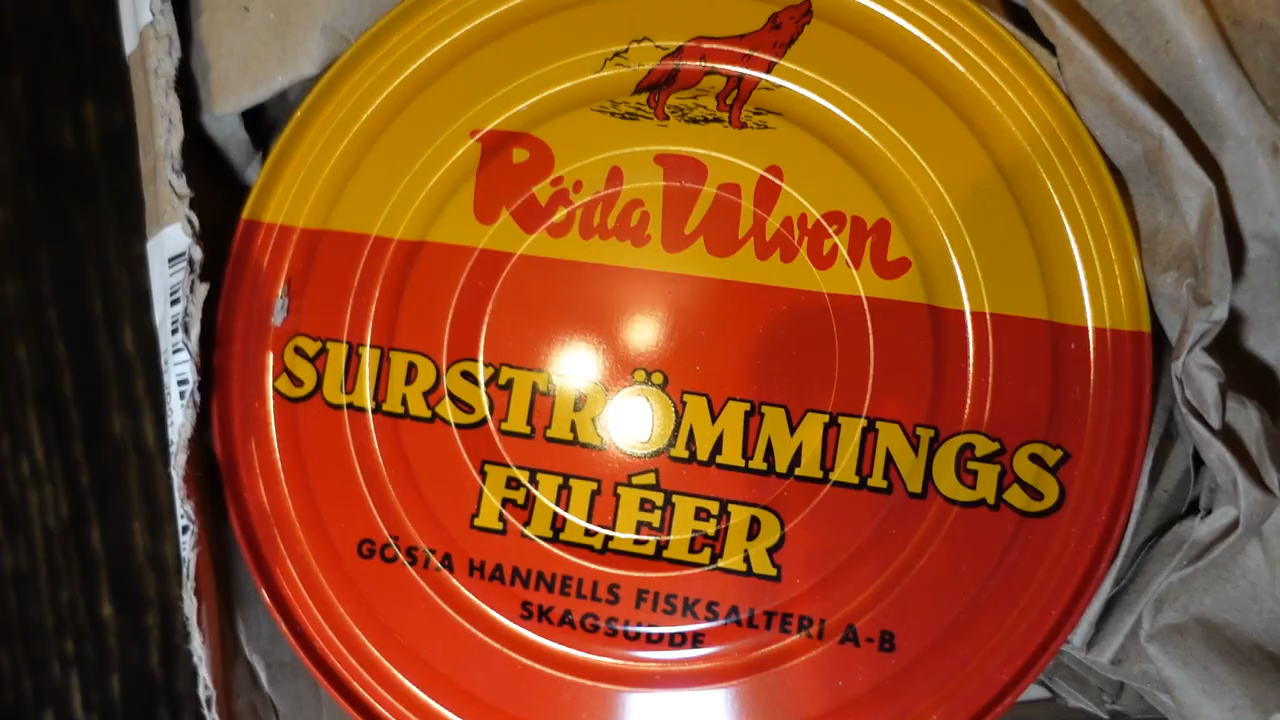 Röda Ulven
SURSTRÖMMINGS
FILÉER
GÖSTA HANNELLS FISKSALTERI A-B
SKAGSUDDE